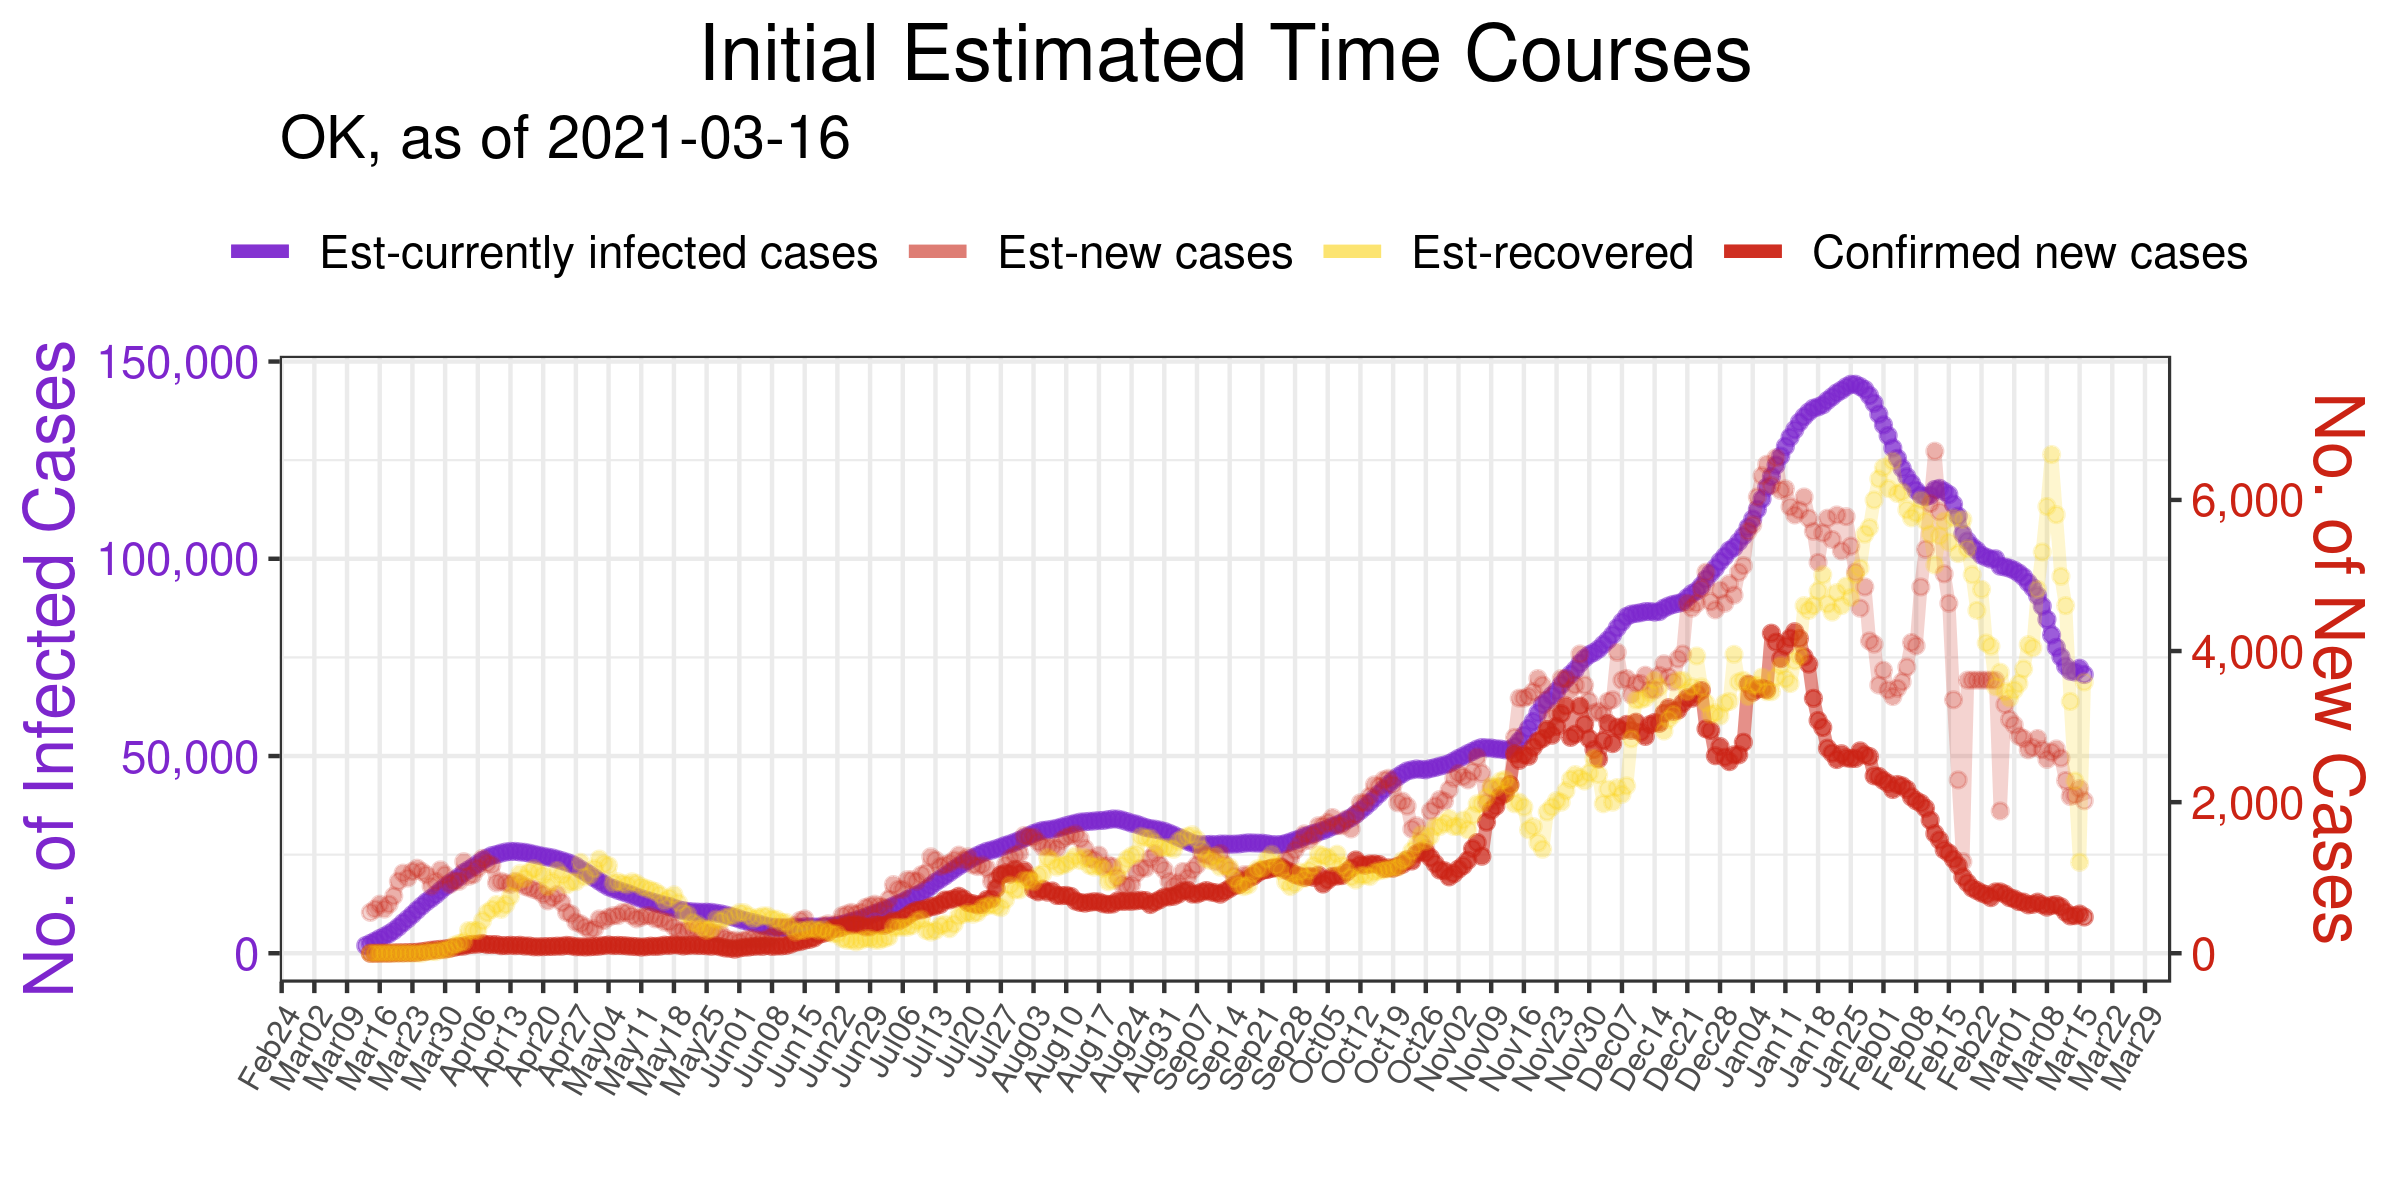 Initial Estimated Time Courses
OK, as of 2021-03-16
Est-currently infected cases
Est-new cases
Est-recovered
Confirmed new cases
No. of Infected Cases
150,000
100,000
50,000
0
No. of New Cases
6,000
4,000
2,000
0
Feb24
Mar02
Mar09
Mar16
Mar23
Mar30
Apr06
Apr13
Apr20
Apr27
May04
May11
May18
May25
Jun01
Jun08
Jun15
Jun22
Jun29
Jul06
Jul13
Jul20
Jul27
Aug03
Aug10
Aug17
Aug24
Aug31
Sep07
Sep14
Sep21
Sep28
Oct05
Oct12
Oct19
Oct26
Nov02
Nov09
Nov16
Nov23
Nov30
Dec07
Dec14
Dec21
Dec28
Jan04
Jan11
Jan18
Jan25
Feb01
Feb08
Feb15
Feb22
Mar01
Mar08
Mar15
Mar22
Mar29